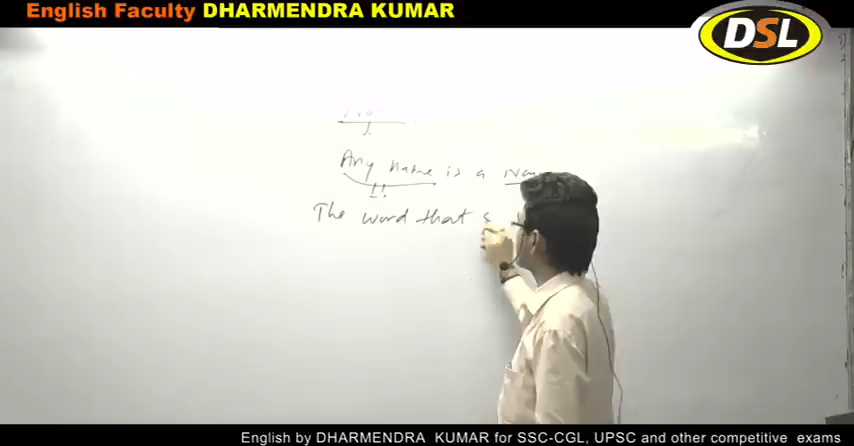 English Faculty DHARMENDRA KUMAR
DSL
Any name is a
The word that s
English by DHARMENDRA KUMAR for SSC-CGL, UPSC and other competitive exams